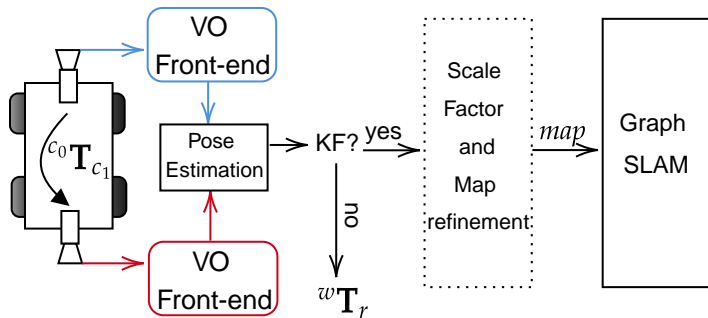 VO
Front-end
c₀Tc₁
Pose
Estimation
KF?
yes
no
ʷTᵣ
Scale
Factor
and
Map
refinement
map
Graph
SLAM
VO
Front-end